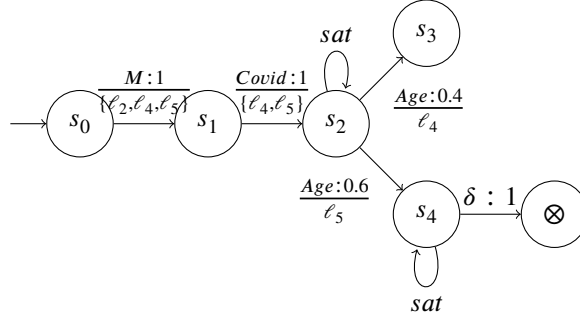 sat
s₃
M : 1
{ℓ₂,ℓ₄,ℓ₅}
Covid : 1
{ℓ₄,ℓ₅}
Age : 0.4
ℓ₄
s₀
s₁
s₂
Age : 0.6
ℓ₅
s₄
δ : 1
⊗
sat